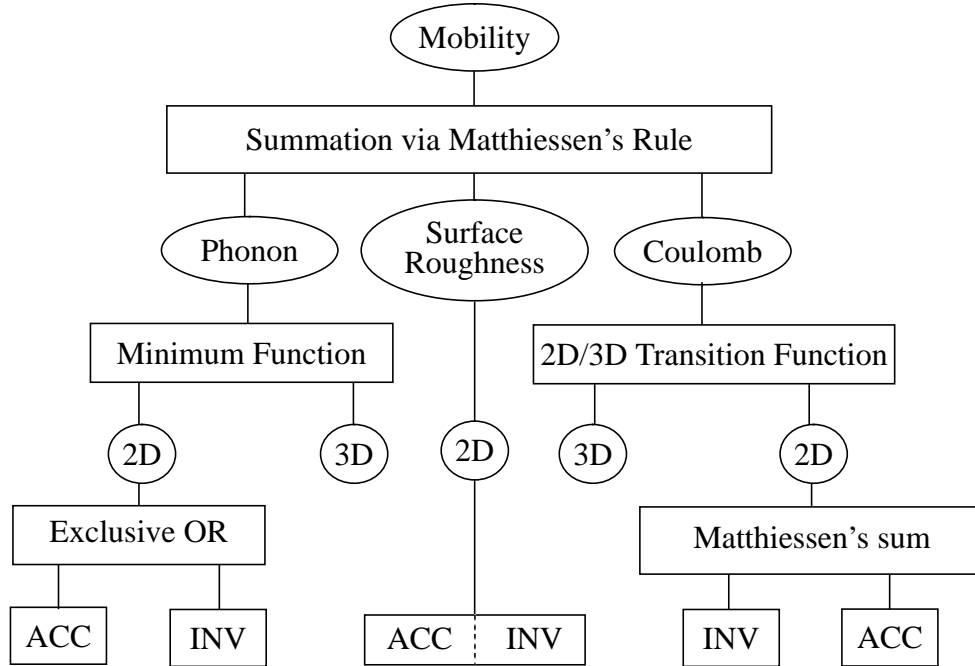 Mobility
Summation via Matthiessen’s Rule
Phonon
Surface
Roughness
Coulomb
Minimum Function
2D/3D Transition Function
2D
3D
2D
3D
2D
Exclusive OR
Matthiessen’s sum
ACC
INV
ACC
INV
INV
ACC